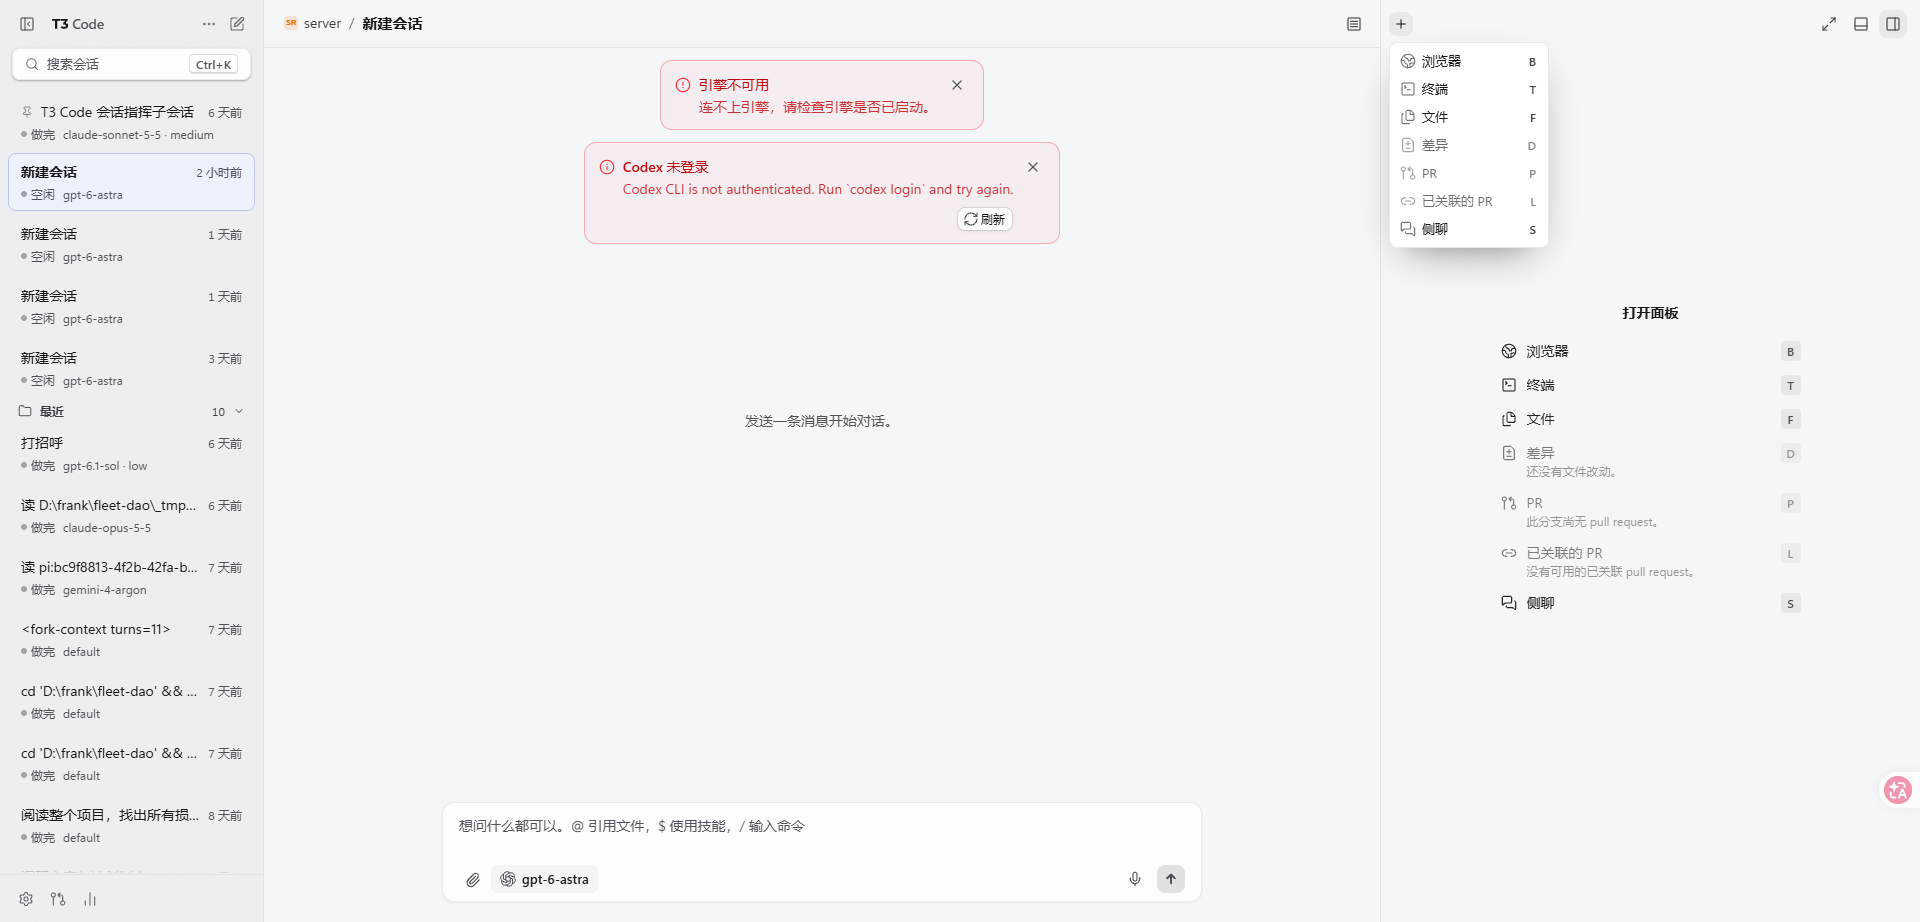 T3 Code
搜索会话
Ctrl+K
T3 Code 会话指挥子会话
6 天前
做完
claude-sonnet-5-5 · medium
新建会话
2 小时前
空闲
gpt-6-astra
新建会话
1 天前
空闲
gpt-6-astra
新建会话
1 天前
空闲
gpt-6-astra
新建会话
3 天前
空闲
gpt-6-astra
最近
10
打招呼
6 天前
做完
gpt-6.1-sol · low
读 D:\frank\fleet-dao\_tmp...
6 天前
做完
claude-opus-5-5
读 pi:bc9f8813-4f2b-42fa-b...
7 天前
做完
gemini-4-argon
<fork-context turns=11>
7 天前
做完
default
cd 'D:\frank\fleet-dao' && ...
7 天前
做完
default
cd 'D:\frank\fleet-dao' && ...
7 天前
做完
default
阅读整个项目，找出所有损...
8 天前
做完
default
SR
server / 新建会话
引擎不可用
连不上引擎，请检查引擎是否已启动。
Codex 未登录
Codex CLI is not authenticated. Run `codex login` and try again.
刷新
发送一条消息开始对话。
想问什么都可以。@ 引用文件，$ 使用技能，/ 输入命令
gpt-6-astra
浏览器
B
终端
T
文件
F
差异
D
PR
P
已关联的 PR
L
侧聊
S
打开面板
浏览器
B
终端
T
文件
F
差异
D
还没有文件改动。
PR
P
此分支尚无 pull request。
已关联的 PR
L
没有可用的已关联 pull request。
侧聊
S